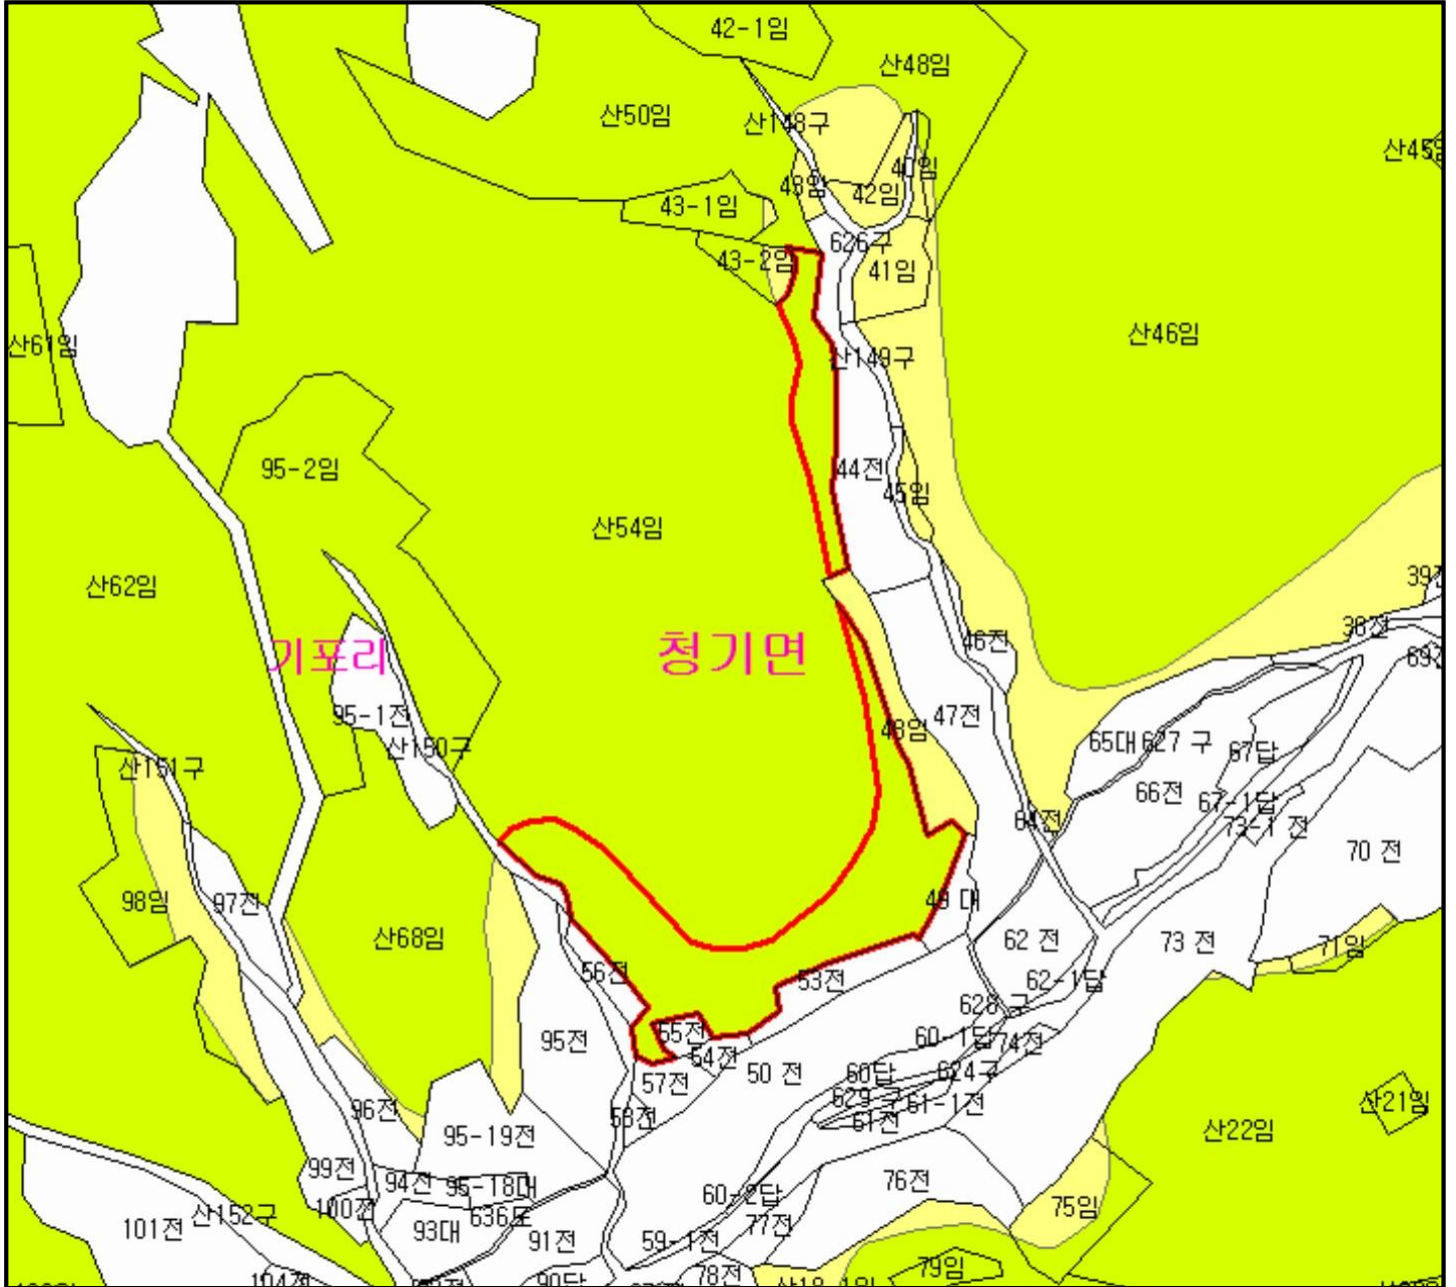 42-1임
산48임
산50임
산148구
산45임
40임
43임
42임
43-1임
626구
43-2임
41임
산46임
산61임
산149구
95-2임
44전
45임
산54임
산62임
39전
38전
46전
기포리
청기면
69전
95-1전
47전
48임
산150구
65대
627 구
67답
산151구
66전
67-1답
64전
73-1 전
70 전
98임
97전
49 대
산68임
62 전
73 전
71임
56전
53전
62-1답
628 구
55전
60-1답
74전
95전
54전
50 전
57전
60답
624구
629 구
61-1전
산21임
96전
58전
61전
산22임
95-19전
99전
94전
95-18대
76전
100전
60-2답
75임
산152구
636도
77전
101전
93대
91전
59-1전
104전
90답
78전
79임
산18-1임